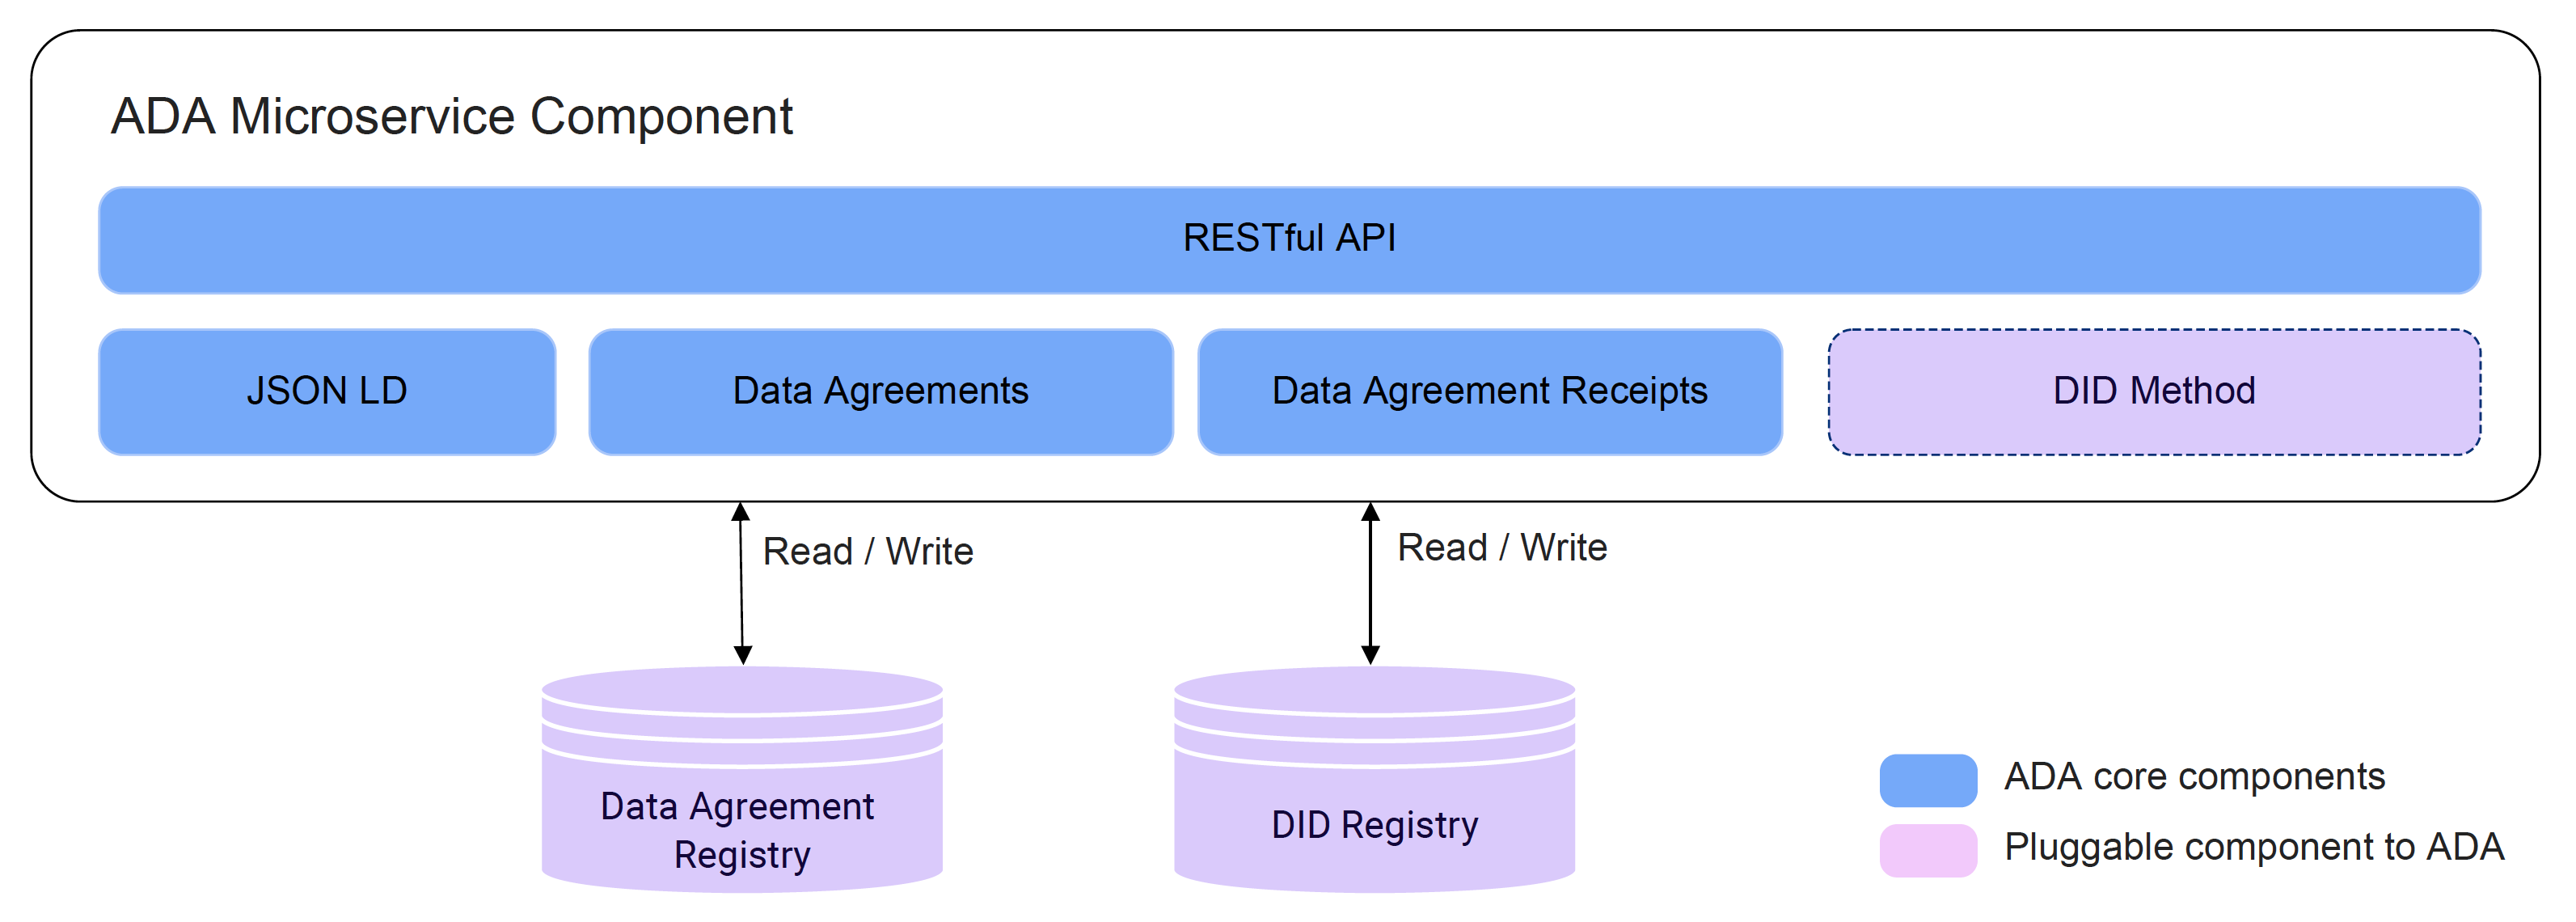 ADA Microservice Component
RESTful API
JSON LD
Data Agreements
Data Agreement Receipts
DID Method
Read / Write
Read / Write
Data Agreement
Registry
DID Registry
ADA core components
Pluggable component to ADA